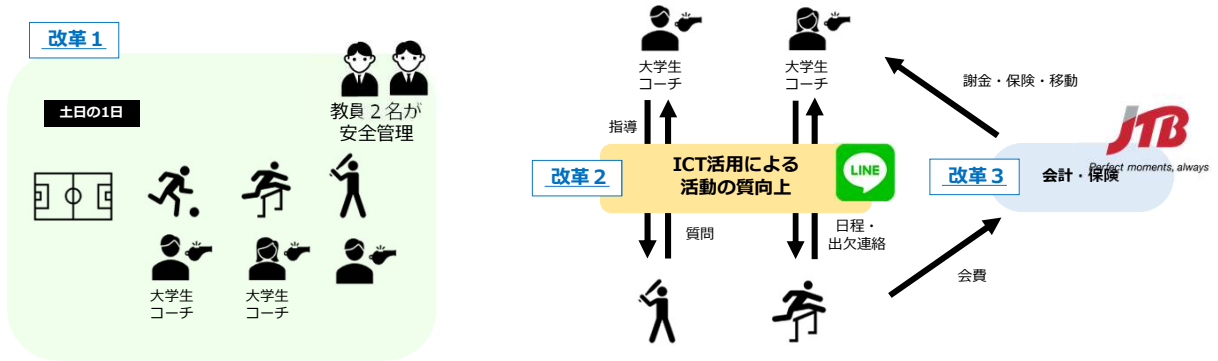 改革１
土日の1日
教員２名が
安全管理
大学生
コーチ
大学生
コーチ
大学生
コーチ
大学生
コーチ
謝金・保険・移動
指導
改革２
ICT活用による
活動の質向上
LINE
改革３
会計・保険
JTB
Perfect moments, always
質問
日程・
出欠連絡
会費